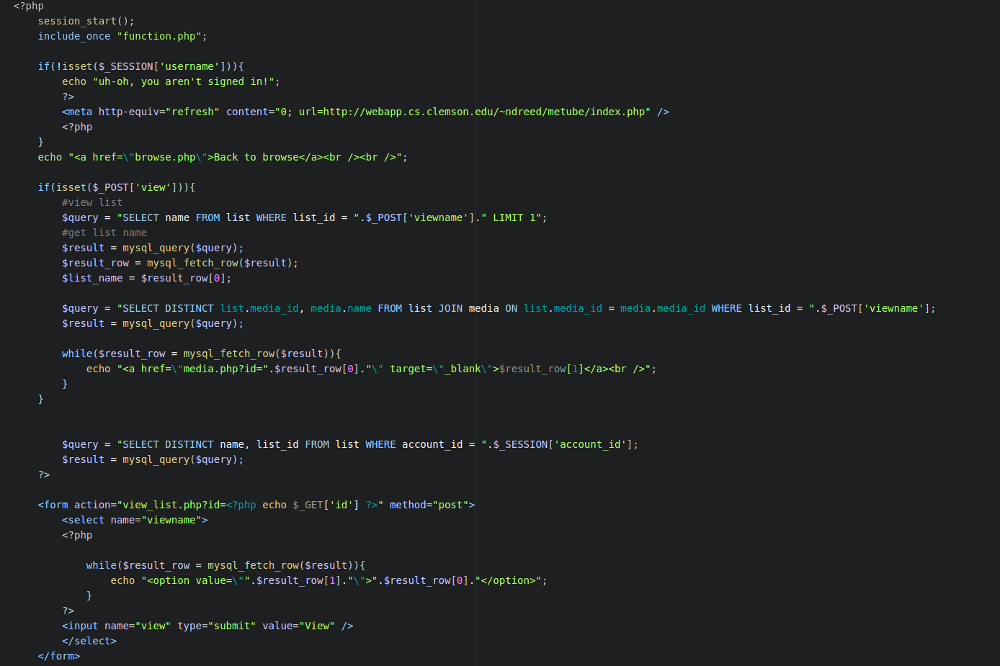 <?php
    session_start();
    include_once "function.php";

    if(!isset($_SESSION['username'])){
        echo "uh-oh, you aren't signed in!";
        ?>
        <meta http-equiv="refresh" content="0; url=http://webapp.cs.clemson.edu/~ndreed/metube/index.php" />
        <?php
    }
    echo "<a href=\"browse.php\">Back to browse</a><br /><br />";

    if(isset($_POST['view'])){
        #view list
        $query = "SELECT name FROM list WHERE list_id = ".$_POST['viewname']." LIMIT 1";
        #get list name
        $result = mysql_query($query);
        $result_row = mysql_fetch_row($result);
        $list_name = $result_row[0];

        $query = "SELECT DISTINCT list.media_id, media.name FROM list JOIN media ON list.media_id = media.media_id WHERE list_id = ".$_POST['viewname'];
        $result = mysql_query($query);

        while($result_row = mysql_fetch_row($result)){
            echo "<a href=\"media.php?id=".$result_row[0]."\" target=\"_blank\">$result_row[1]</a><br />";
        }
    }


        $query = "SELECT DISTINCT name, list_id FROM list WHERE account_id = ".$_SESSION['account_id'];
        $result = mysql_query($query);
    ?>

    <form action="view_list.php?id=<?php echo $_GET['id'] ?>" method="post">
        <select name="viewname">
        <?php

            while($result_row = mysql_fetch_row($result)){
                echo "<option value=\"".$result_row[1]."\">".$result_row[0]."</option>";
            }
        ?>
        <input name="view" type="submit" value="View" />
        </select>
    </form>